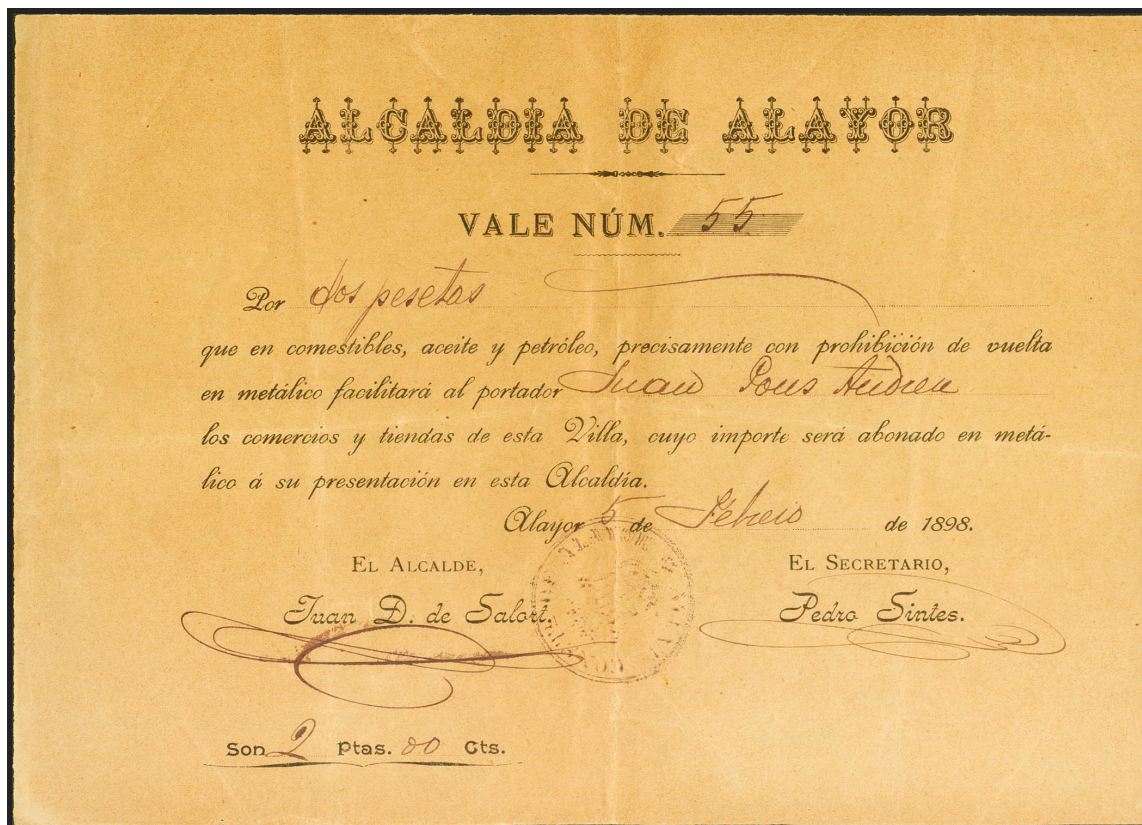 ALCALDIA DE ALAYOR
VALE NÚM. 55
Por dos pesetas
que en comestibles, aceite y petróleo, precisamente con prohibición de vuelta
en metálico facilitará al portador Juan Pons Andreu
los comercios y tiendas de esta Villa, cuyo importe será abonado en metá-
lico á su presentación en esta Alcaldía.
Alayor 5 de Febrero de 1898.
EL ALCALDE,
Juan D. de Salort.
EL SECRETARIO,
Pedro Sintes.
Son 2 Ptas. 00 Cts.